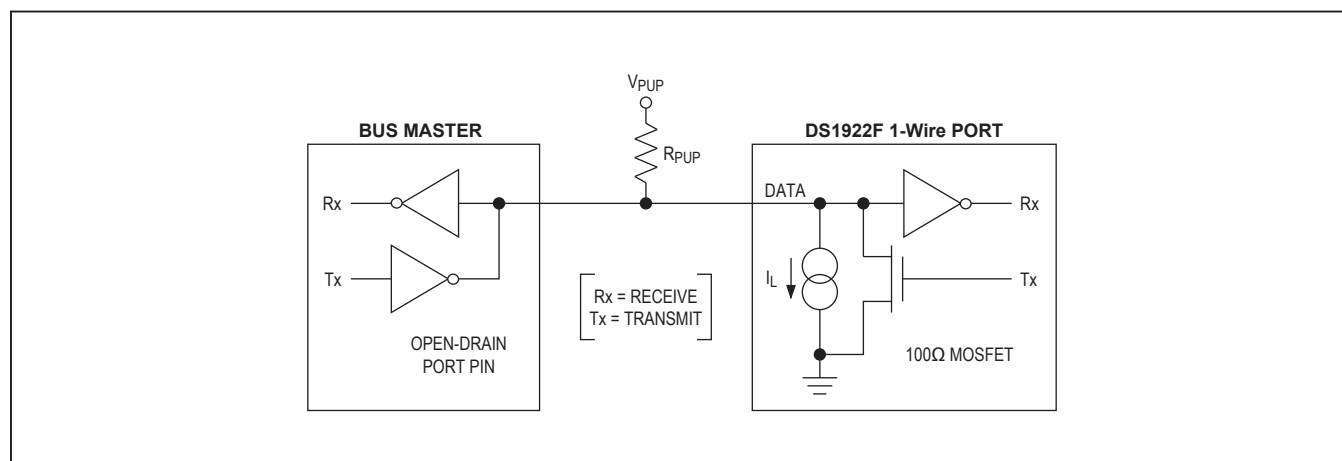 VPUP
BUS MASTER
DS1922F 1-Wire PORT
RPUP
DATA
Rx
Rx
Tx
IL
Tx
Rx = RECEIVE
Tx = TRANSMIT
OPEN-DRAIN
PORT PIN
100Ω MOSFET